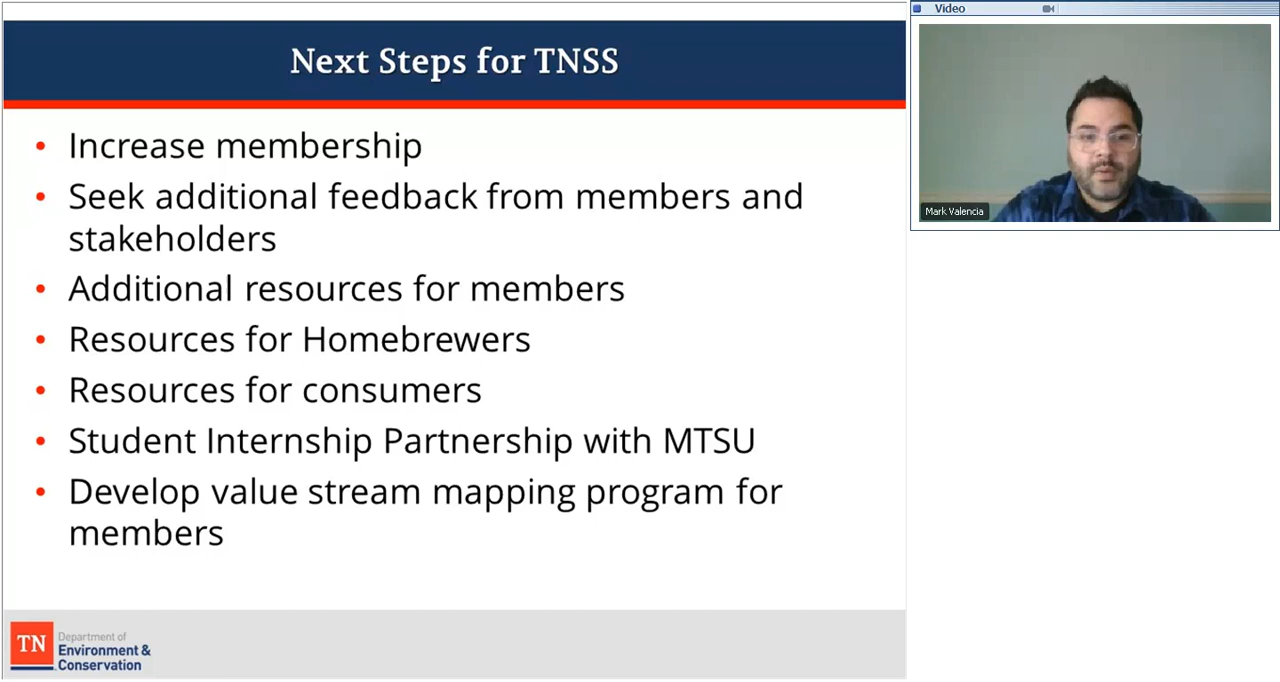 Next Steps for TNSS
• Increase membership
• Seek additional feedback from members and
stakeholders
• Additional resources for members
• Resources for Homebrewers
• Resources for consumers
• Student Internship Partnership with MTSU
• Develop value stream mapping program for
members
TN
Department of
Environment &
Conservation
Video
Mark Valencia